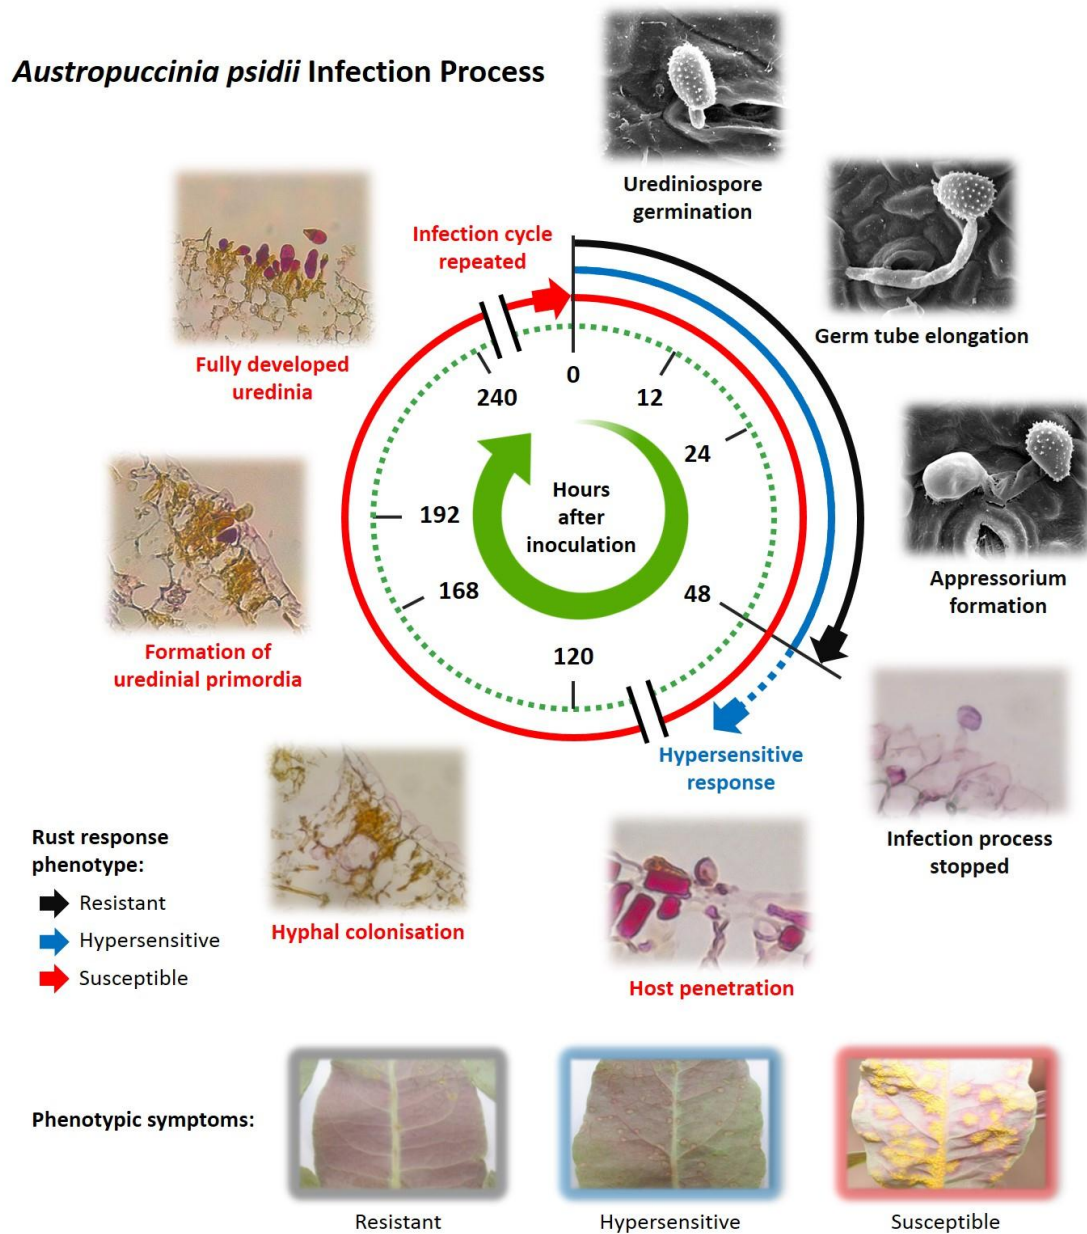 Austropuccinia psidii Infection Process
Urediniospore
germination
Germ tube elongation
Appressorium
formation
Infection process
stopped
Hypersensitive
response
Host penetration
Hyphal colonisation
Formation of
uredinial primordia
Fully developed
uredinia
Infection cycle
repeated
0
12
24
48
120
168
192
240
Hours
after
inoculation
Rust response
phenotype:
Resistant
Hypersensitive
Susceptible
Phenotypic symptoms:
Resistant
Hypersensitive
Susceptible